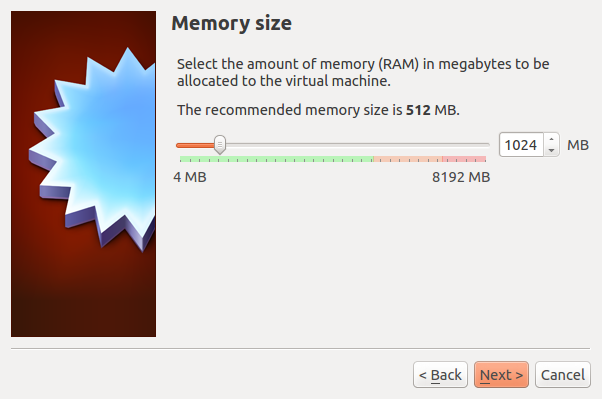 Memory size
Select the amount of memory (RAM) in megabytes to be
allocated to the virtual machine.
The recommended memory size is 512 MB.
1024 MB
4 MB 8192 MB
< Back Next > Cancel